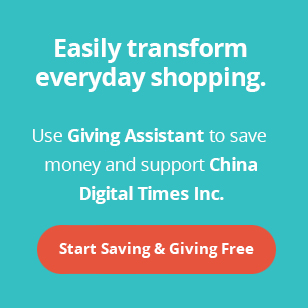 Easily transform
everyday shopping.
Use Giving Assistant to save
money and support China
Digital Times Inc.
Start Saving & Giving Free